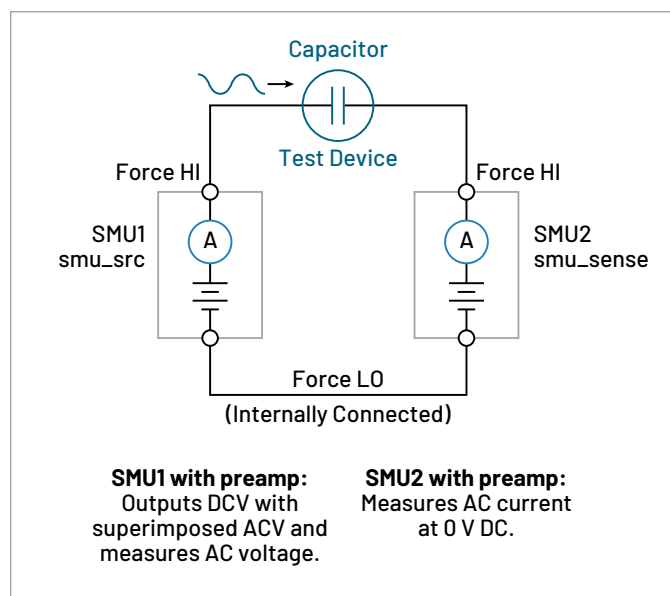 Capacitor
Test Device
Force HI
Force HI
SMU1
smu_src
A
A
SMU2
smu_sense
Force LO
(Internally Connected)
SMU1 with preamp:
Outputs DCV with
superimposed ACV and
measures AC voltage.
SMU2 with preamp:
Measures AC current
at 0 V DC.